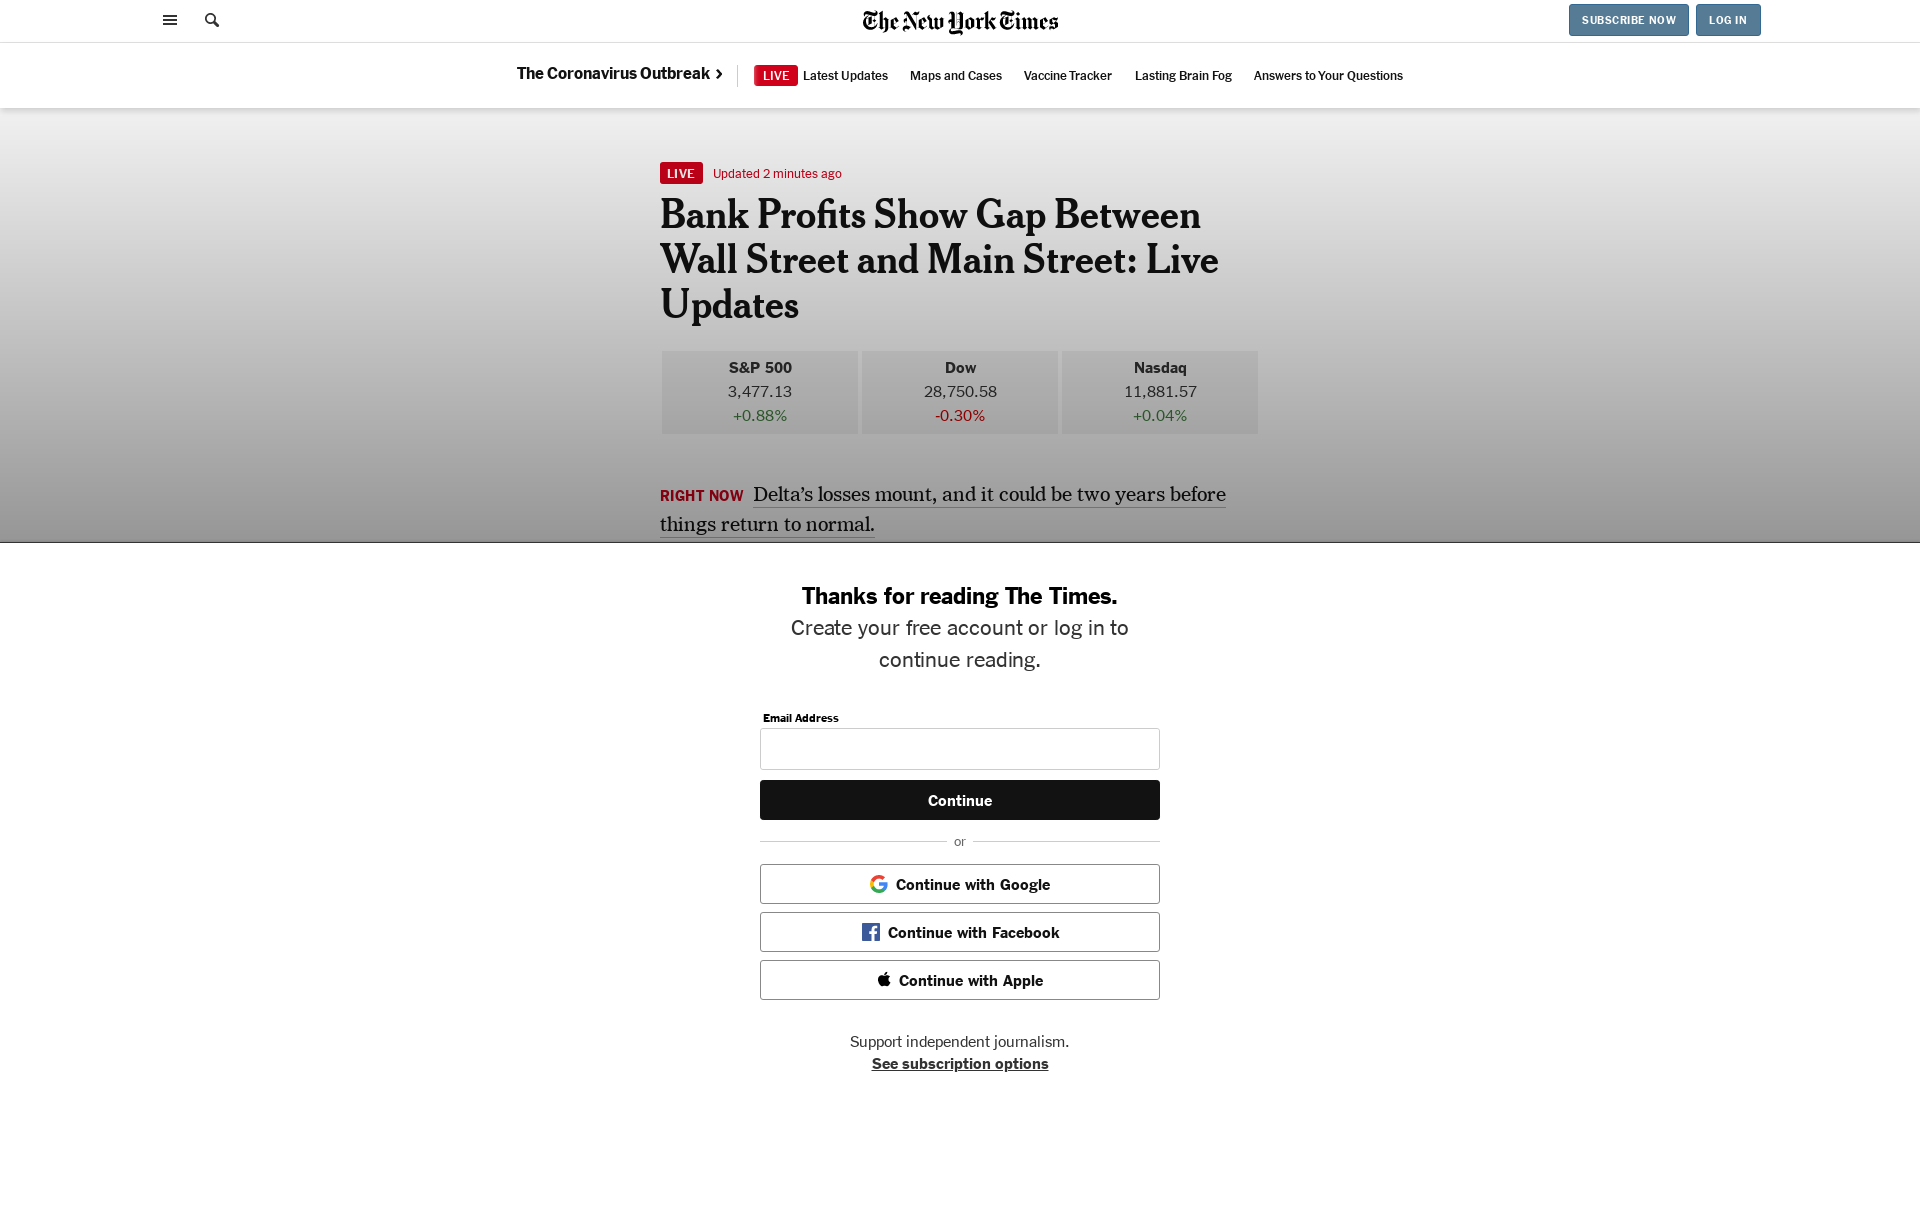 The New York Times
SUBSCRIBE NOW
LOG IN
The Coronavirus Outbreak
LIVE Latest Updates
Maps and Cases
Vaccine Tracker
Lasting Brain Fog
Answers to Your Questions
LIVE Updated 2 minutes ago
Bank Profits Show Gap Between
Wall Street and Main Street: Live
Updates
S&P 500
3,477.13
+0.88%
Dow
28,750.58
-0.30%
Nasdaq
11,881.57
+0.04%
RIGHT NOW Delta’s losses mount, and it could be two years before
things return to normal.
Thanks for reading The Times.
Create your free account or log in to
continue reading.
Email Address
Continue
or
Continue with Google
Continue with Facebook
Continue with Apple
Support independent journalism.
See subscription options